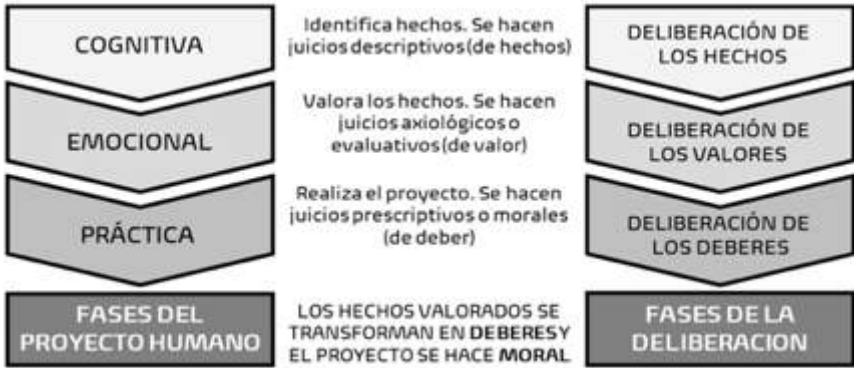 COGNITIVA
Identifica hechos. Se hacen
juicios descriptivos (de hechos)
DELIBERACIÓN DE
LOS HECHOS
EMOCIONAL
Valora los hechos. Se hacen
juicios axiológicos o
evaluativos (de valor)
DELIBERACIÓN DE
LOS VALORES
PRÁCTICA
Realiza el proyecto. Se hacen
juicios prescriptivos o morales
(de deber)
DELIBERACIÓN DE
LOS DEBERES
FASES DEL
PROYECTO HUMANO
LOS HECHOS VALORADOS SE
TRANSFORMAN EN DEBERES Y
EL PROYECTO SE HACE MORAL
FASES DE LA
DELIBERACION